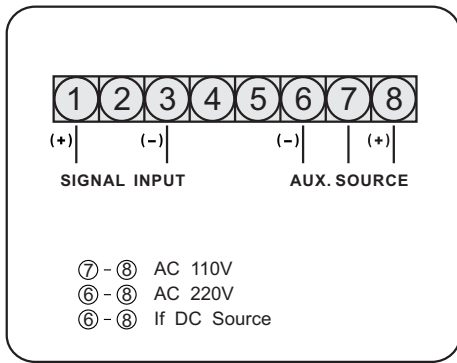 1 2 3 4 5 6 7 8
(+) (–) (–) (+)
SIGNAL INPUT AUX. SOURCE
⑦ - ⑧ AC 110V
⑥ - ⑧ AC 220V
⑥ - ⑧ If DC Source